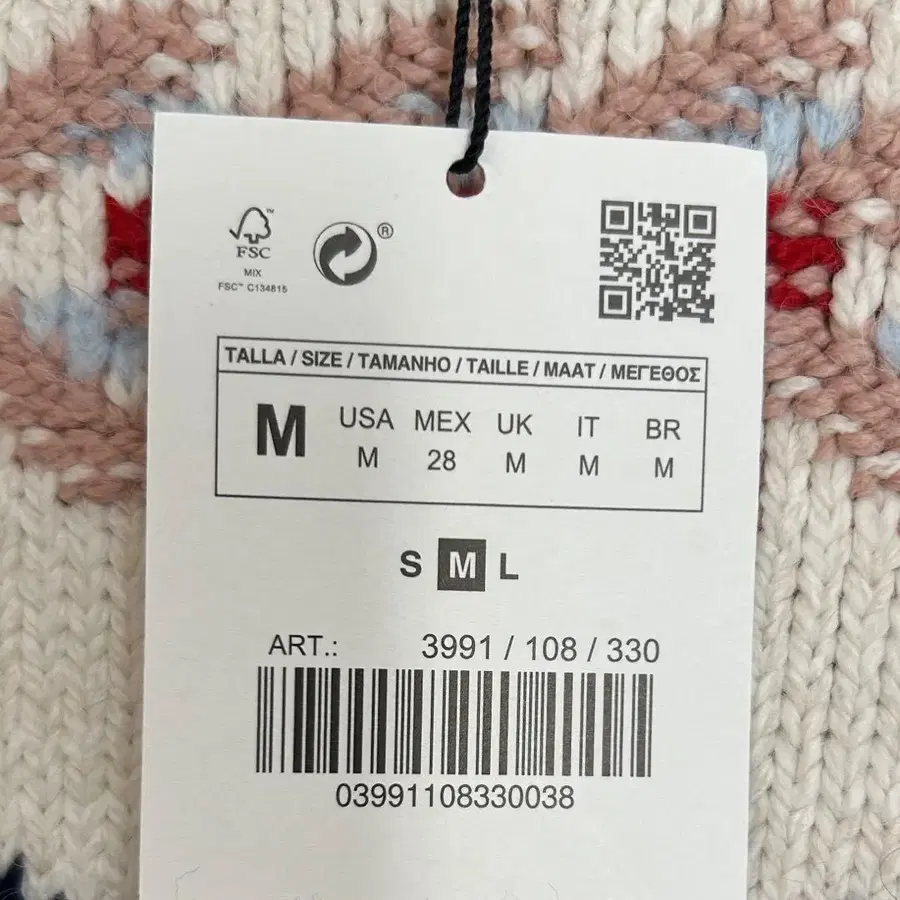 ™
FSC
MIX
FSC™ C134815
®
TALLA / SIZE / TAMANHO / TAILLE / MAAT / ΜΕΓΕΘΟΣ
M USA MEX UK IT BR
M 28 M M M
S M L
ART.: 3991 / 108 / 330
03991108330038